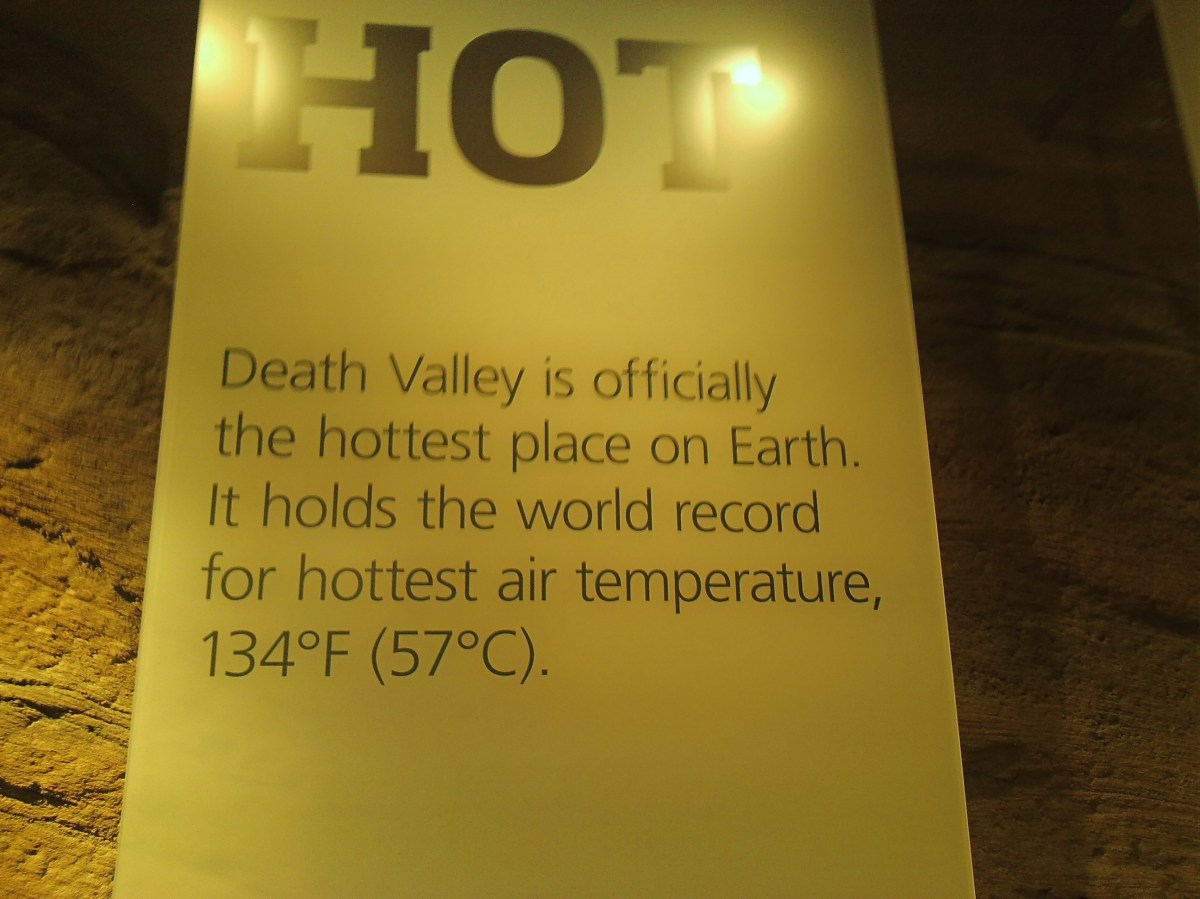 HOT
Death Valley is officially
the hottest place on Earth.
It holds the world record
for hottest air temperature,
134°F (57°C).